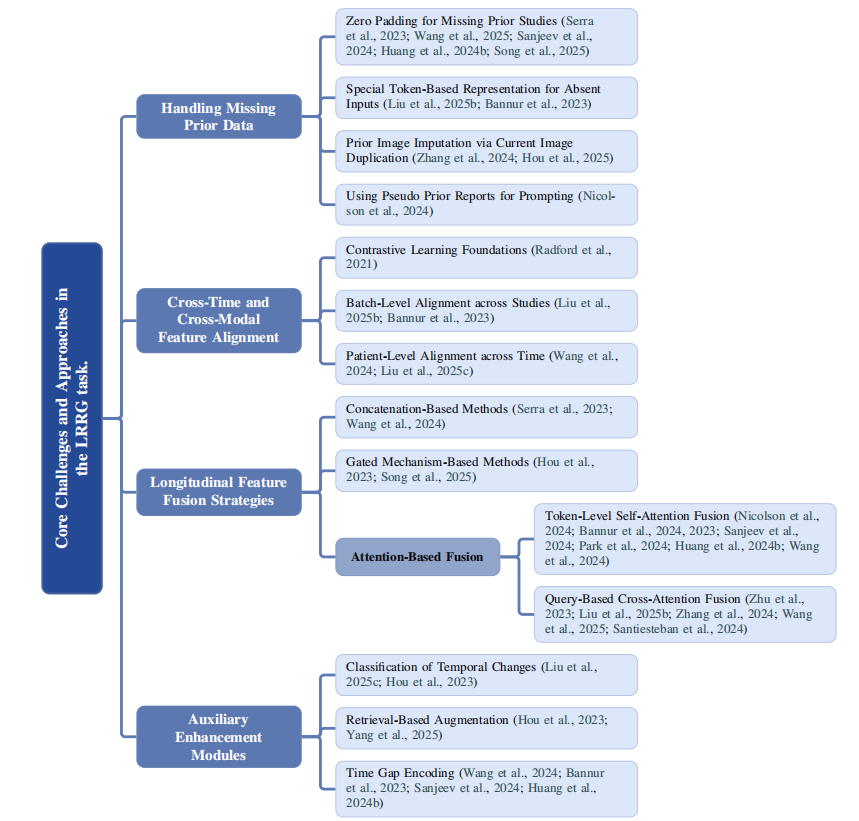 Core Challenges and Approaches in
the LRRG task.
Handling Missing
Prior Data
Zero Padding for Missing Prior Studies (Serra
et al., 2023; Wang et al., 2025; Sanjeev et al.,
2024; Huang et al., 2024b; Song et al., 2025)
Special Token-Based Representation for Absent
Inputs (Liu et al., 2025b; Bannur et al., 2023)
Prior Image Imputation via Current Image
Duplication (Zhang et al., 2024; Hou et al., 2025)
Using Pseudo Prior Reports for Prompting (Nicol-
son et al., 2024)
Cross-Time and
Cross-Modal
Feature Alignment
Contrastive Learning Foundations (Radford et al.,
2021)
Batch-Level Alignment across Studies (Liu et al.,
2025b; Bannur et al., 2023)
Patient-Level Alignment across Time (Wang et al.,
2024; Liu et al., 2025c)
Longitudinal Feature
Fusion Strategies
Concatenation-Based Methods (Serra et al., 2023;
Wang et al., 2024)
Gated Mechanism-Based Methods (Hou et al.,
2023; Song et al., 2025)
Attention-Based Fusion
Token-Level Self-Attention Fusion (Nicolson et al.,
2024; Bannur et al., 2024, 2023; Sanjeev et al.,
2024; Park et al., 2024; Huang et al., 2024b; Wang
et al., 2024)
Query-Based Cross-Attention Fusion (Zhu et al.,
2023; Liu et al., 2025b; Zhang et al., 2024; Wang
et al., 2025; Santiesteban et al., 2024)
Auxiliary
Enhancement
Modules
Classification of Temporal Changes (Liu et al.,
2025c; Hou et al., 2023)
Retrieval-Based Augmentation (Hou et al., 2023;
Yang et al., 2025)
Time Gap Encoding (Wang et al., 2024; Bannur
et al., 2023; Sanjeev et al., 2024; Huang et al.,
2024b)